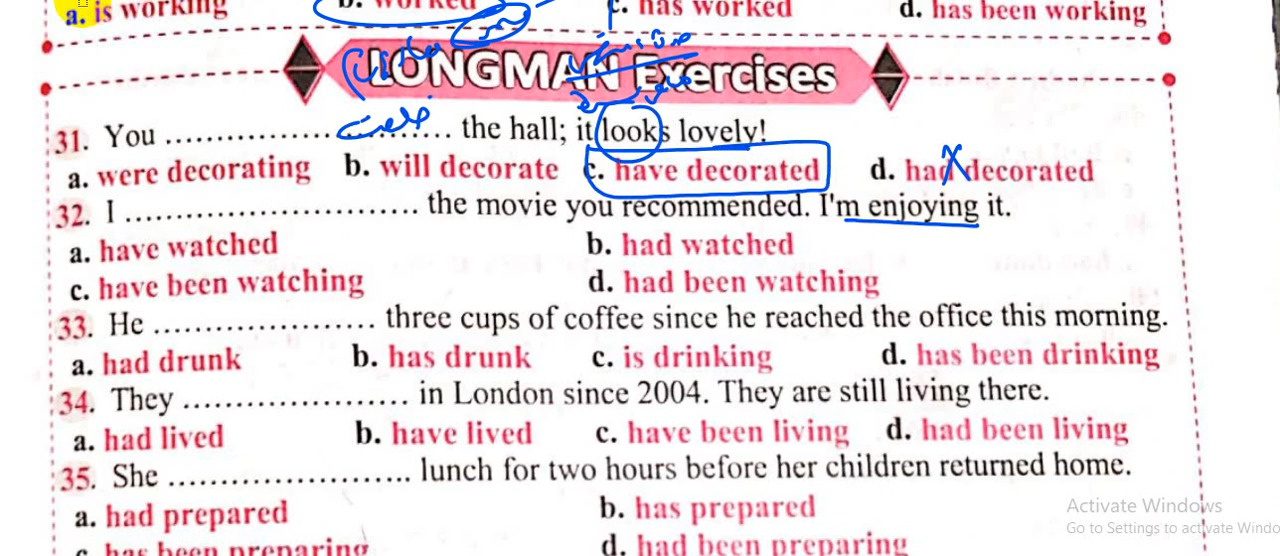 a. is working b. worked c. has worked d. has been working
LONGMAN Exercises
31. You .............................. the hall; it looks lovely!
a. were decorating b. will decorate c. have decorated d. had decorated
32. I .............................. the movie you recommended. I'm enjoying it.
a. have watched b. had watched
c. have been watching d. had been watching
33. He ...................... three cups of coffee since he reached the office this morning.
a. had drunk b. has drunk c. is drinking d. has been drinking
34. They ...................... in London since 2004. They are still living there.
a. had lived b. have lived c. have been living d. had been living
35. She ........................ lunch for two hours before her children returned home.
a. had prepared b. has prepared
c. has been preparing d. had been preparing
Activate Windows
Go to Settings to activate Windo